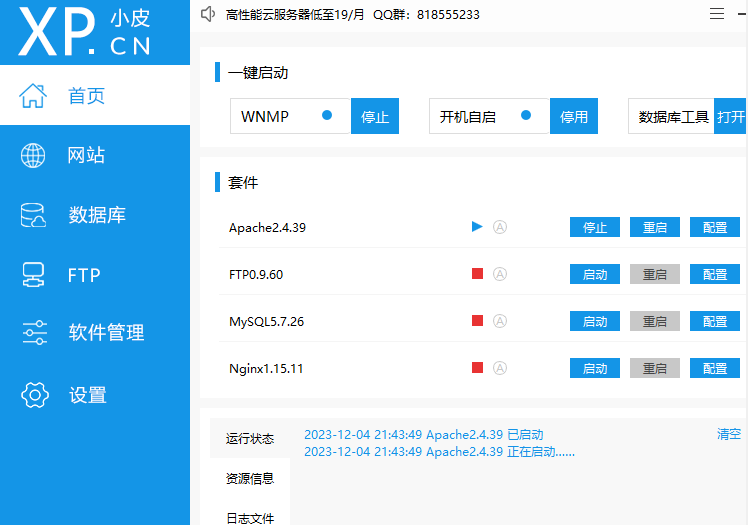 XP.CN 小皮
高性能云服务器低至19/月 QQ群：818555233
首页
网站
数据库
FTP
软件管理
设置
一键启动
WNMP 停止 开机自启 停用 数据库工具 打开
套件
Apache2.4.39 A 停止 重启 配置
FTP0.9.60 A 启动 重启 配置
MySQL5.7.26 A 启动 重启 配置
Nginx1.15.11 A 启动 重启 配置
运行状态
资源信息
日志文件
2023-12-04 21:43:49 Apache2.4.39 已启动
2023-12-04 21:43:49 Apache2.4.39 正在启动......
清空